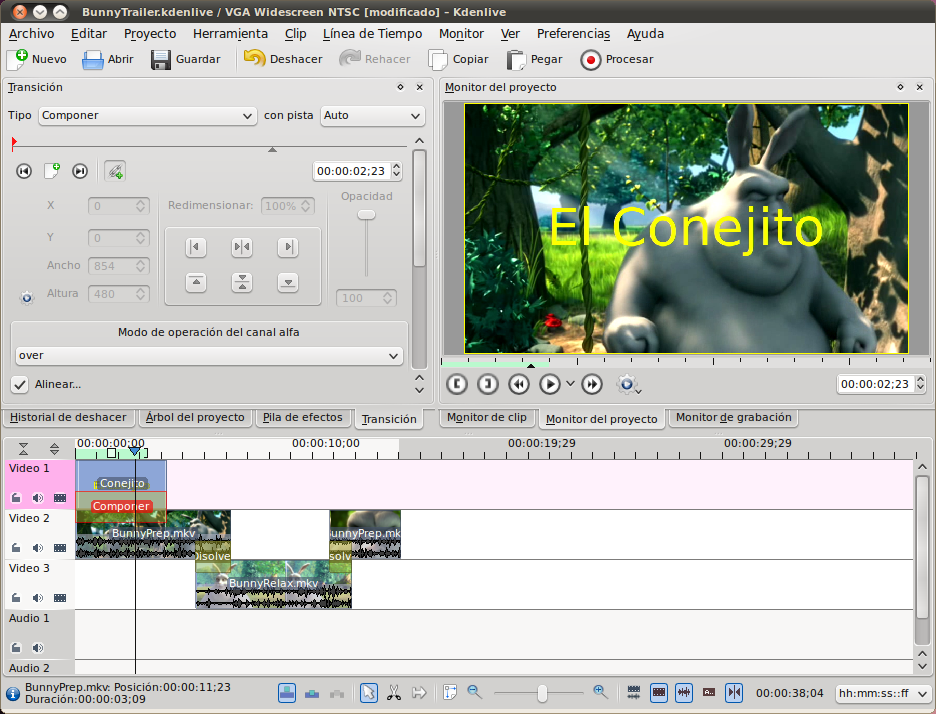 BunnyTrailer.kdenlive / VGA Widescreen NTSC [modificado] – Kdenlive
Archivo Editar Proyecto Herramienta Clip Línea de Tiempo Monitor Ver Preferencias Ayuda
Nuevo Abrir Guardar Deshacer Rehacer Copiar Pegar Procesar
Transición
Tipo Componer con pista Auto
00:00:02;23
X 0 Redimensionar: 100% Opacidad
Y 0
Ancho 854
Altura 480
100
Modo de operación del canal alfa
over
Alinear...
Monitor del proyecto
El Conejito
00:00:02;23
Historial de deshacer Árbol del proyecto Pila de efectos Transición
Monitor de clip Monitor del proyecto Monitor de grabación
00:00:00;00 00:00:10;00 00:00:19;29 00:00:29;29
Video 1
Conejito
Componer
Video 2
BunnyPrep.mkv
unnyPrep.mk
Disolve
solv
Video 3
BunnyRelax.mkv
Audio 1
Audio 2
BunnyPrep.mkv: Posición:00:00:11;23
Duración:00:00:03;09
00:00:38;04 hh:mm:ss::ff